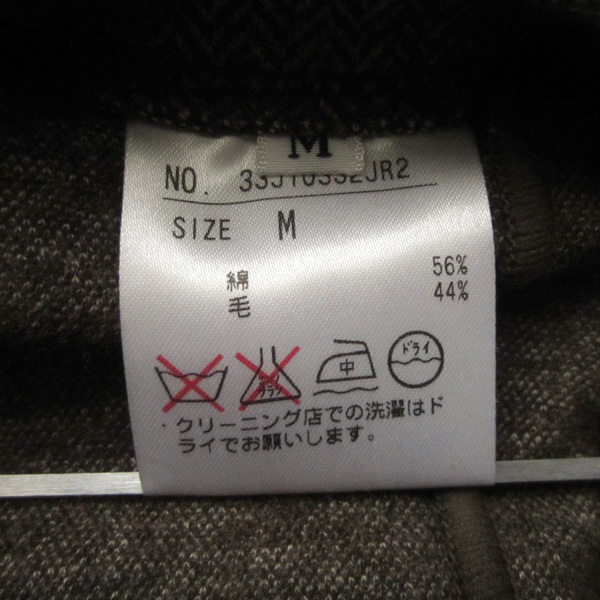 M
NO. 33J10332JR2
SIZE M
綿 56%
毛 44%
中
ドライ
・クリーニング店での洗濯はド
ライでお願いします。